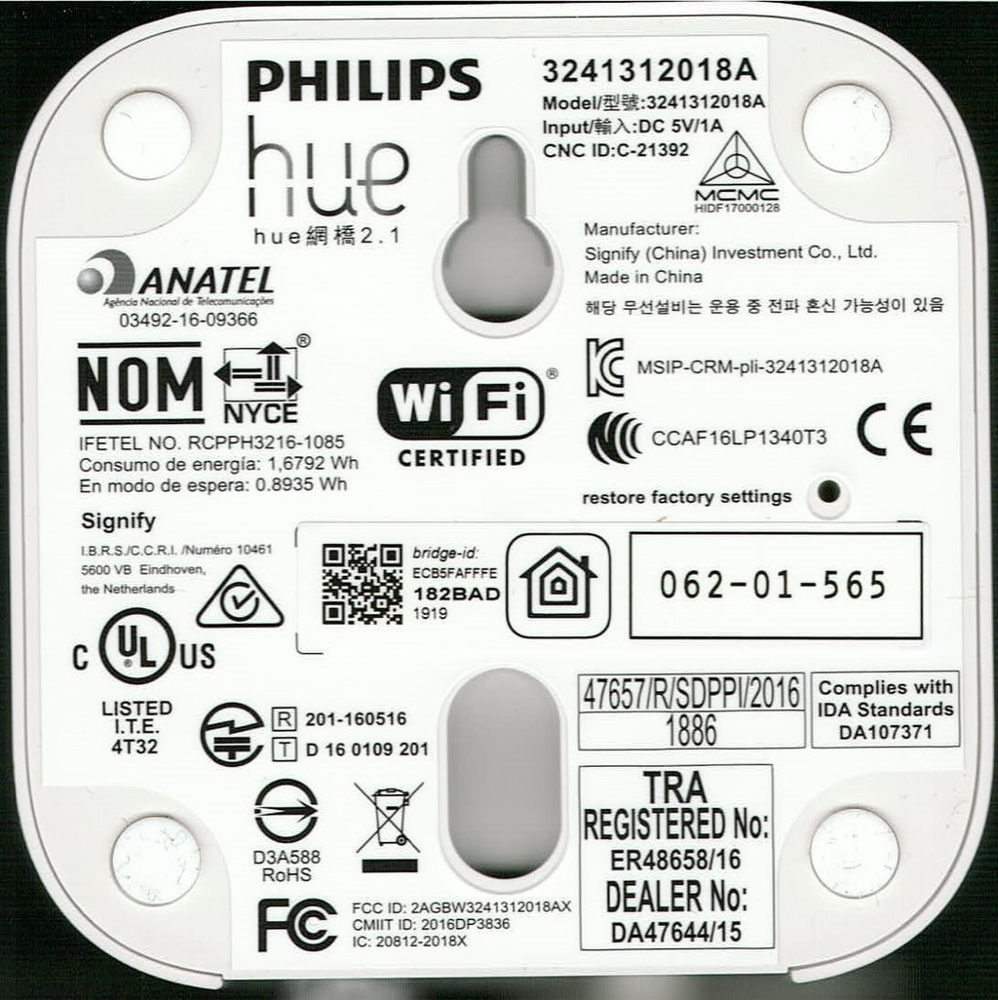 PHILIPS
hue
hue網橋2.1
3241312018A
Model/型號:3241312018A
Input/輸入:DC 5V/1A
CNC ID:C-21392
MCMC
HIDF17000128
Manufacturer:
Signify (China) Investment Co., Ltd.
Made in China
해당 무선설비는 운용 중 전파 혼신 가능성이 있음
ANATEL
Agência Nacional de Telecomunicações
03492-16-09366
NOM
NYCE ®
IFETEL NO. RCPPH3216-1085
Consumo de energía: 1,6792 Wh
En modo de espera: 0.8935 Wh
Wi Fi ®
CERTIFIED
MSIP-CRM-pli-3241312018A
CCAF16LP1340T3
CE
restore factory settings
Signify
I.B.R.S./C.C.R.I. /Numéro 10461
5600 VB Eindhoven,
the Netherlands
bridge-id:
ECB5FAFFFE
182BAD
1919
062-01-565
C UL ® US
LISTED
I.T.E.
4T32
R 201-160516
T D 16 0109 201
47657/R/SDPPI/2016
1886
Complies with
IDA Standards
DA107371
D3A588
RoHS
TRA
REGISTERED No:
ER48658/16
DEALER No:
DA47644/15
FC
FCC ID: 2AGBW3241312018AX
CMIIT ID: 2016DP3836
IC: 20812-2018X